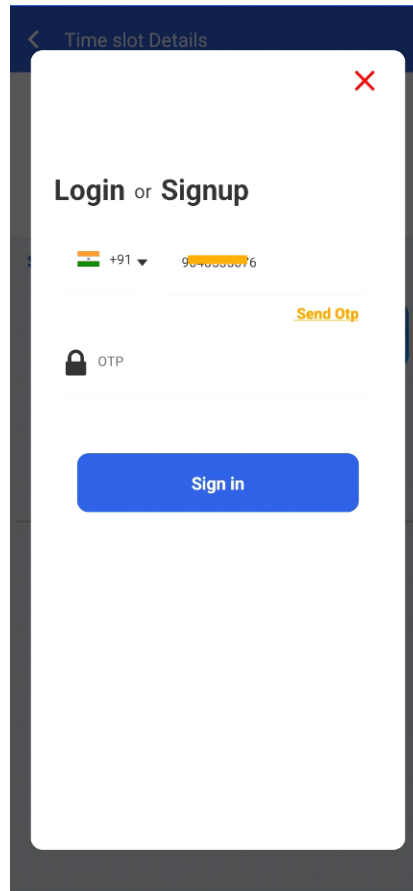 Time slot Details
Login or Signup
+91
Send Otp
OTP
Sign in